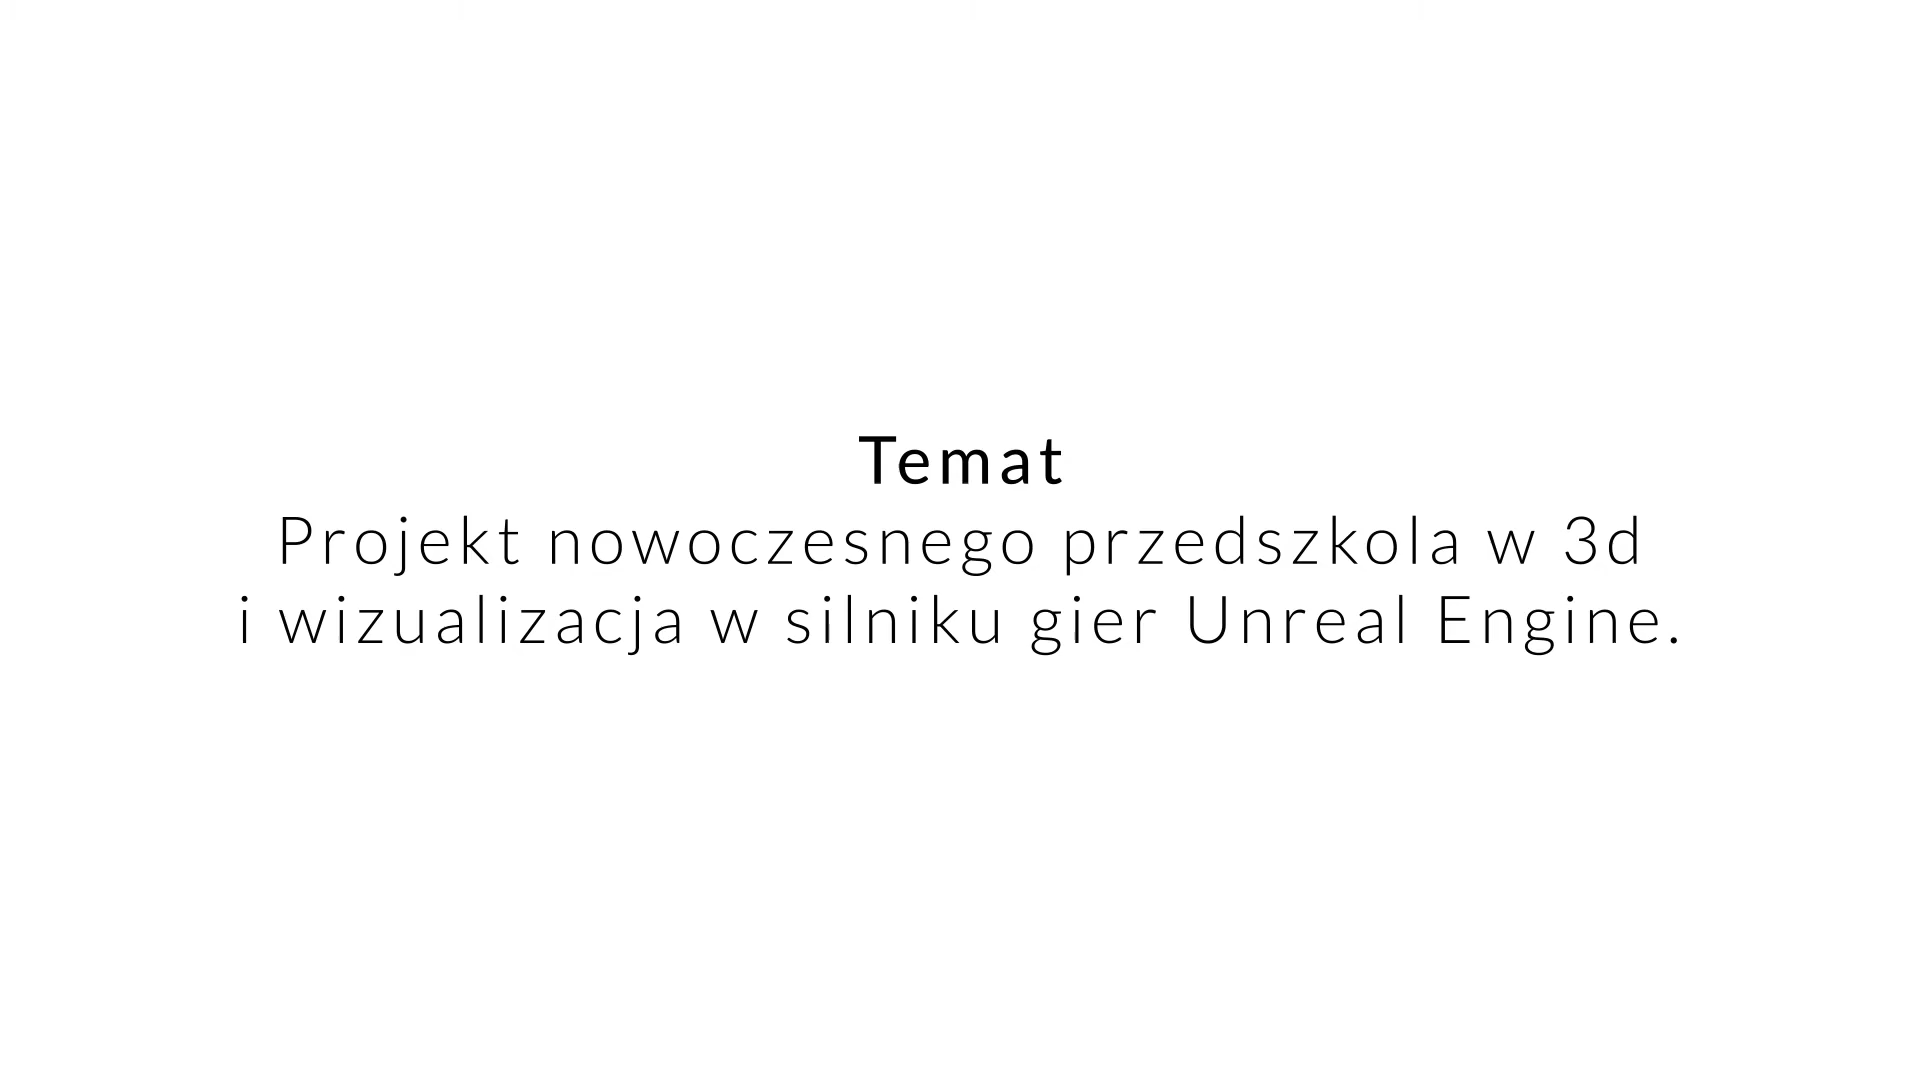 Temat
Projekt nowoczesnego przedszkola w 3d
i wizualizacja w silniku gier Unreal Engine.